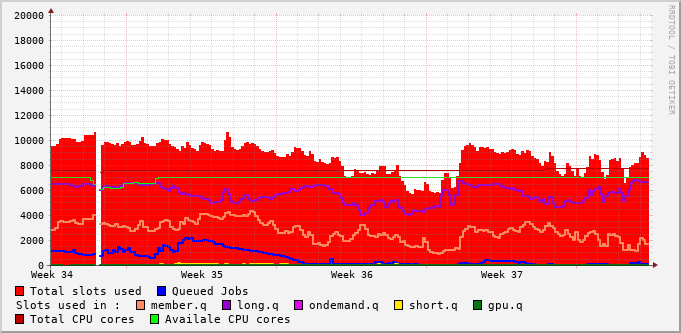 20000
18000
16000
14000
12000
10000
8000
6000
4000
2000
0
Week 34 Week 35 Week 36 Week 37
Total slots used Queued Jobs
Slots used in : member.q long.q ondemand.q short.q gpu.q
Total CPU cores Availale CPU cores
RRDTOOL / TOBI OETIKER